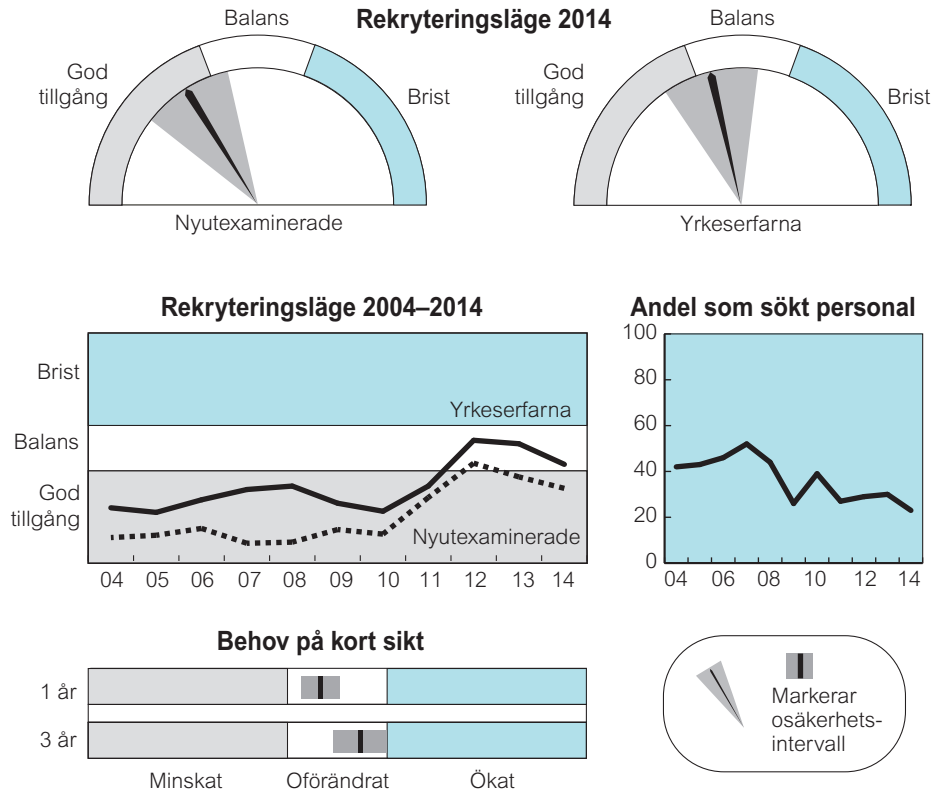 Rekryteringsläge 2014
Balans
God
tillgång
Brist
Nyutexaminerade
Balans
God
tillgång
Brist
Yrkeserfarna
Rekryteringsläge 2004–2014
Brist
Balans
God
tillgång
Yrkeserfarna
Nyutexaminerade
04 05 06 07 08 09 10 11 12 13 14
Andel som sökt personal
100
80
60
40
20
0
04 06 08 10 12 14
Behov på kort sikt
1 år
3 år
Minskat Oförändrat Ökat
Markerar
osäkerhets-
intervall